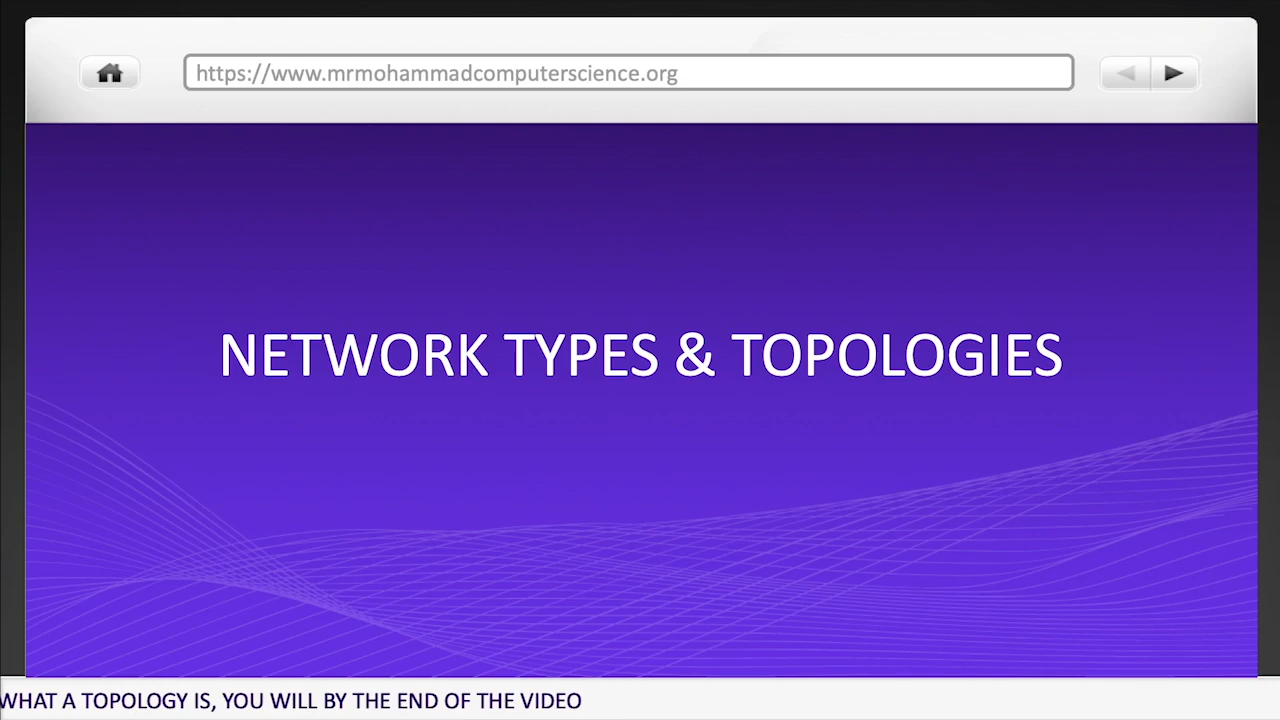 https://www.mrmohammadcomputerscience.org
NETWORK TYPES & TOPOLOGIES
WHAT A TOPOLOGY IS, YOU WILL BY THE END OF THE VIDEO